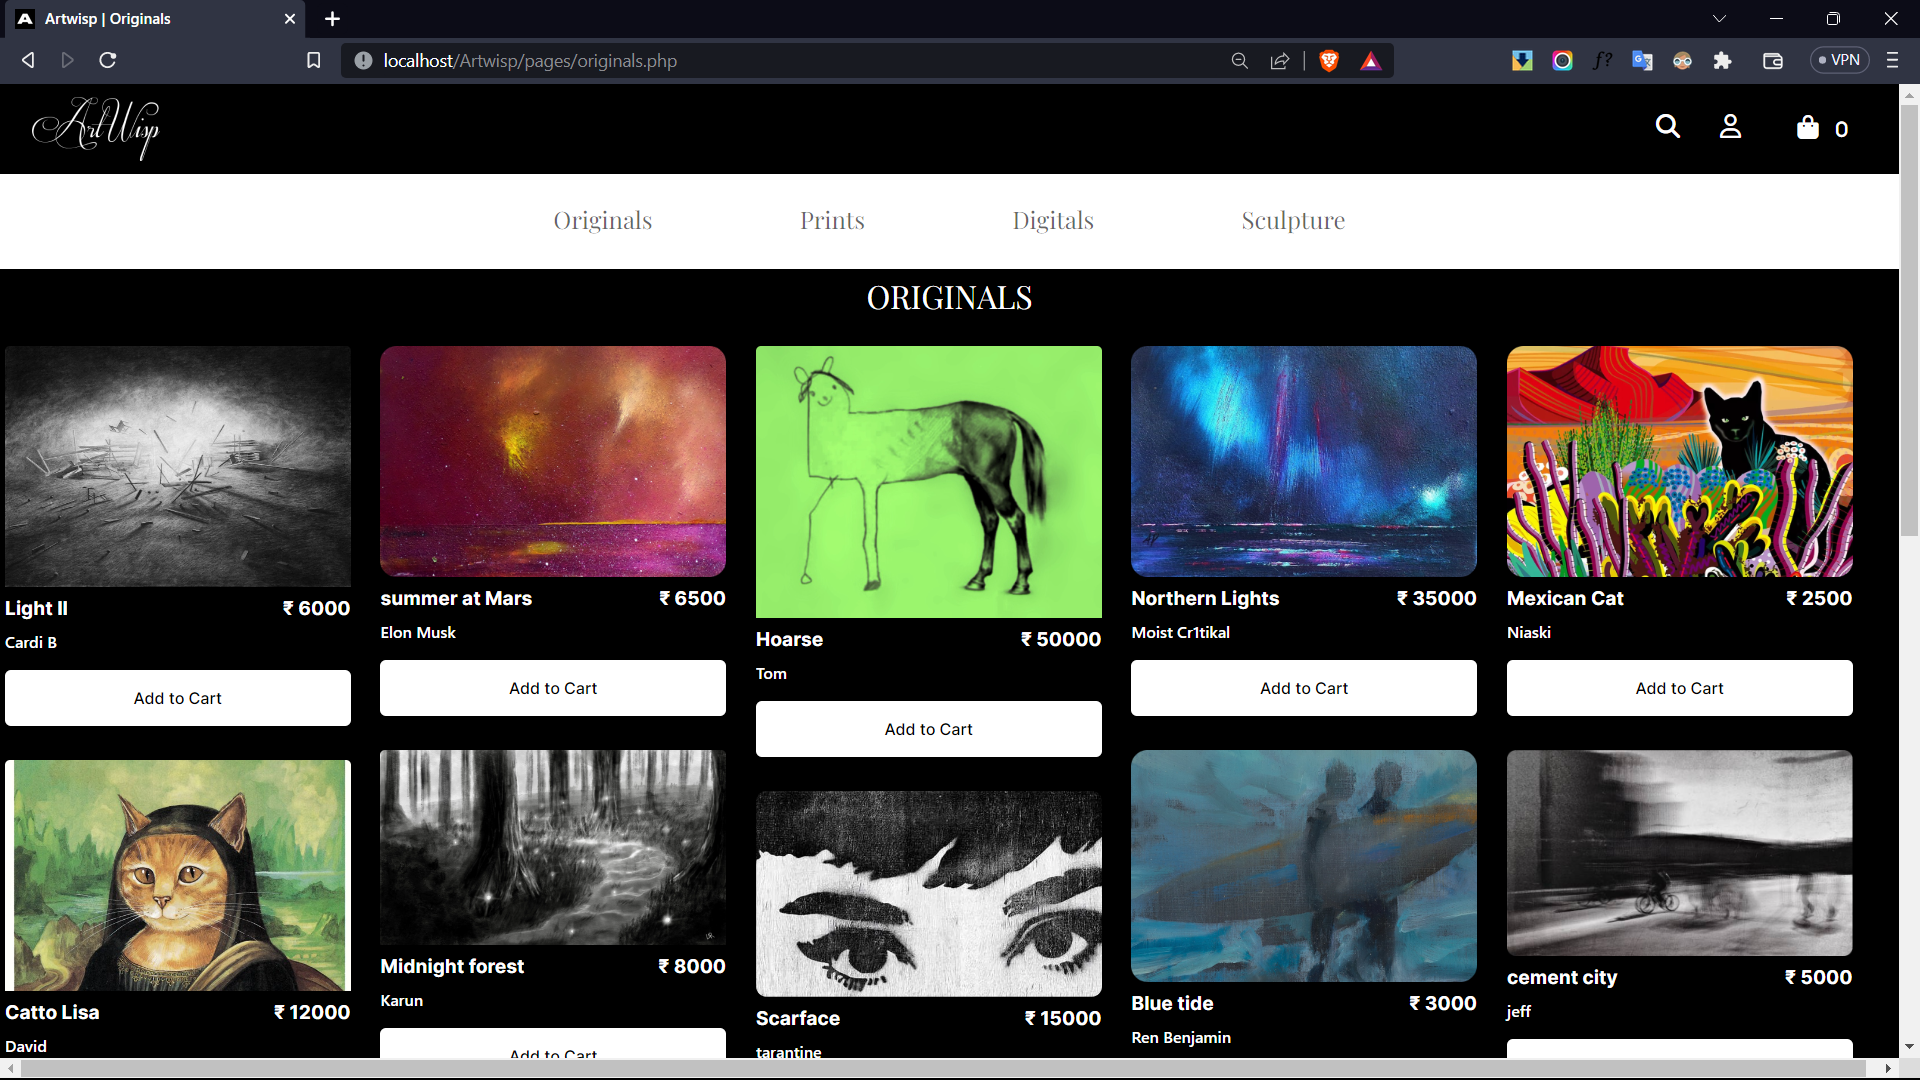 Artwisp | Originals
localhost/Artwisp/pages/originals.php
VPN
ArtWisp
0
Originals Prints Digitals Sculpture
ORIGINALS
Light II ₹ 6000
Cardi B
Add to Cart
summer at Mars ₹ 6500
Elon Musk
Add to Cart
Hoarse ₹ 50000
Tom
Add to Cart
Northern Lights ₹ 35000
Moist Cr1tikal
Add to Cart
Mexican Cat ₹ 2500
Niaski
Add to Cart
Catto Lisa ₹ 12000
David
Midnight forest ₹ 8000
Karun
Add to Cart
Scarface ₹ 15000
tarantine
Blue tide ₹ 3000
Ren Benjamin
cement city ₹ 5000
jeff